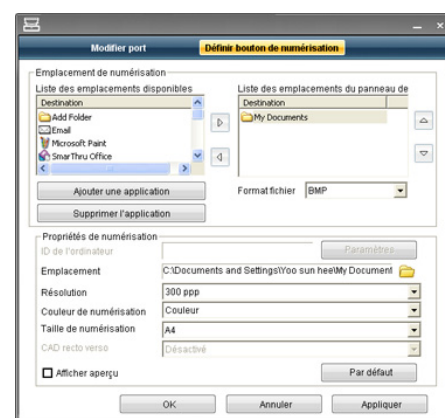 Modifier port
Définir bouton de numérisation
Emplacement de numérisation
Liste des emplacements disponibles
Destination
Add Folder
Email
Microsoft Paint
SmarThru Office
Ajouter une application
Supprimer l'application
Liste des emplacements du panneau de
Destination
My Documents
Format fichier BMP
Propriétés de numérisation
ID de l'ordinateur Paramètres
Emplacement C:\Documents and Settings\Yoo sun hee\My Document
Résolution 300 ppp
Couleur de numérisation Couleur
Taille de numérisation A4
CAD recto verso Désactivé
Afficher aperçu Par défaut
OK Annuler Appliquer